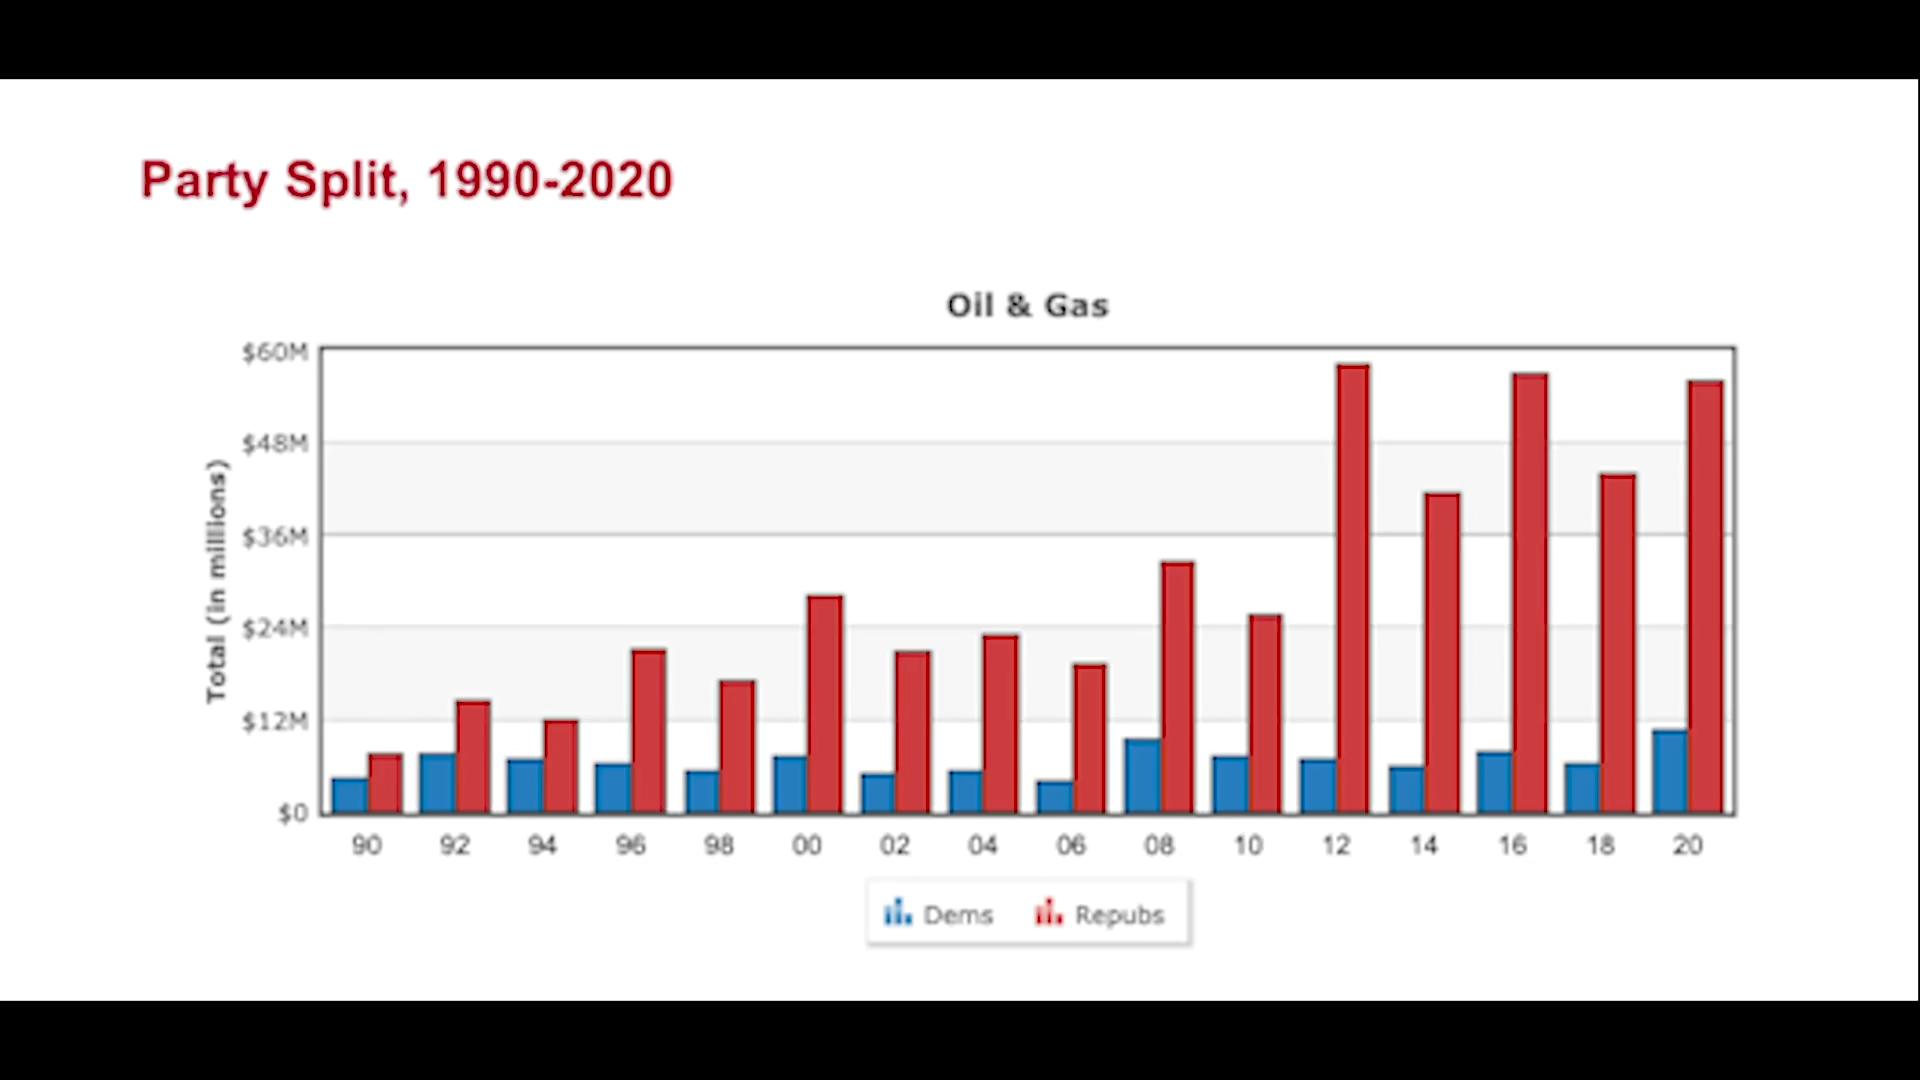 Party Split, 1990-2020
Oil & Gas
Total (in millions)
$60M
$48M
$36M
$24M
$12M
$0
90 92 94 96 98 00 02 04 06 08 10 12 14 16 18 20
Dems Repubs